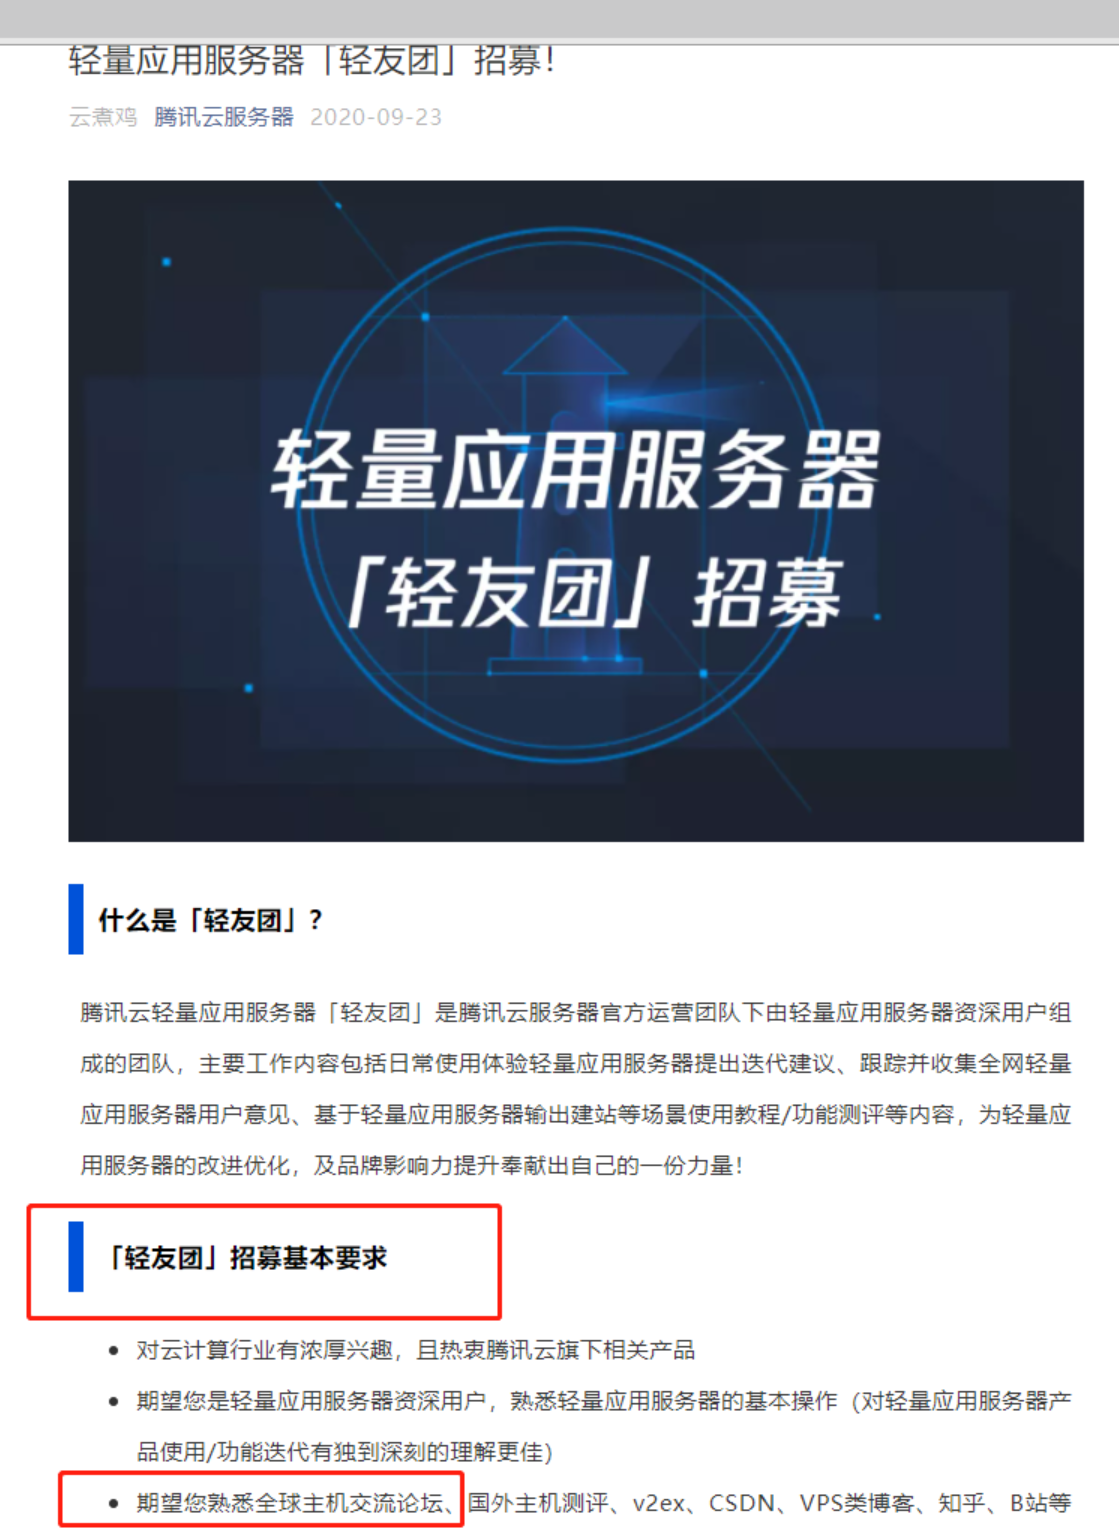 轻量应用服务器「轻友团」招募！
云煮鸡 腾讯云服务器 2020-09-23
轻量应用服务器
「轻友团」招募
什么是「轻友团」?
腾讯云轻量应用服务器「轻友团」是腾讯云服务器官方运营团队下由轻量应用服务器资深用户组
成的团队，主要工作内容包括日常使用体验轻量应用服务器提出迭代建议、跟踪并收集全网轻量
应用服务器用户意见、基于轻量应用服务器输出建站等场景使用教程/功能测评等内容，为轻量应
用服务器的改进优化，及品牌影响力提升奉献出自己的一份力量！
「轻友团」招募基本要求
• 对云计算行业有浓厚兴趣，且热衷腾讯云旗下相关产品
• 期望您是轻量应用服务器资深用户，熟悉轻量应用服务器的基本操作（对轻量应用服务器产
品使用/功能迭代有独到深刻的理解更佳）
• 期望您熟悉全球主机交流论坛、国外主机测评、v2ex、CSDN、VPS类博客、知乎、B站等